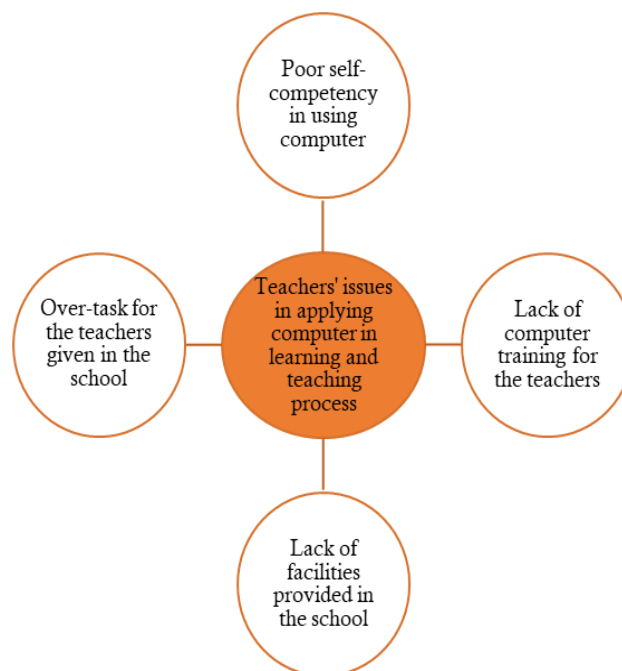 Poor self-
competency
in using
computer
Over-task for
the teachers
given in the
school
Teachers' issues
in applying
computer in
learning and
teaching
process
Lack of
computer
training for
the teachers
Lack of
facilities
provided in
the school